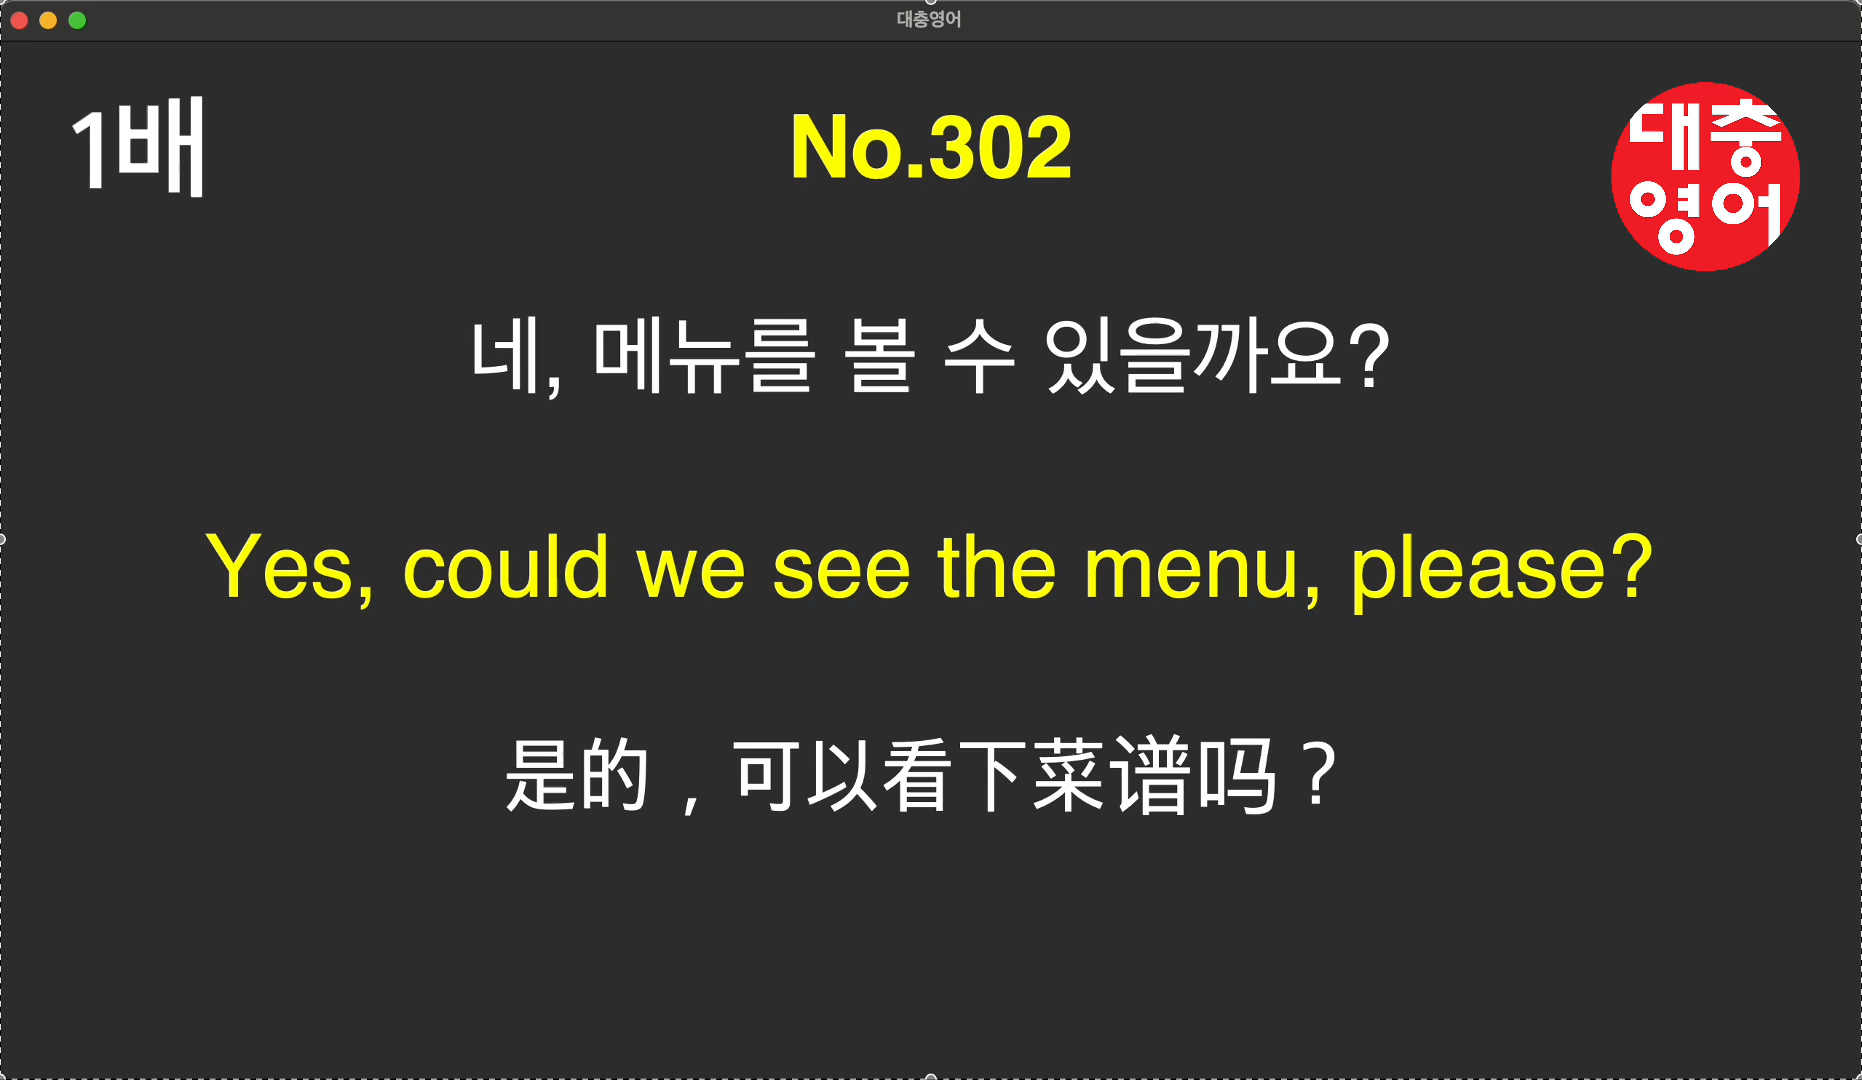 대충영어
1배
No.302
대충
영어
네, 메뉴를 볼 수 있을까요?
Yes, could we see the menu, please?
是的，可以看下菜谱吗？